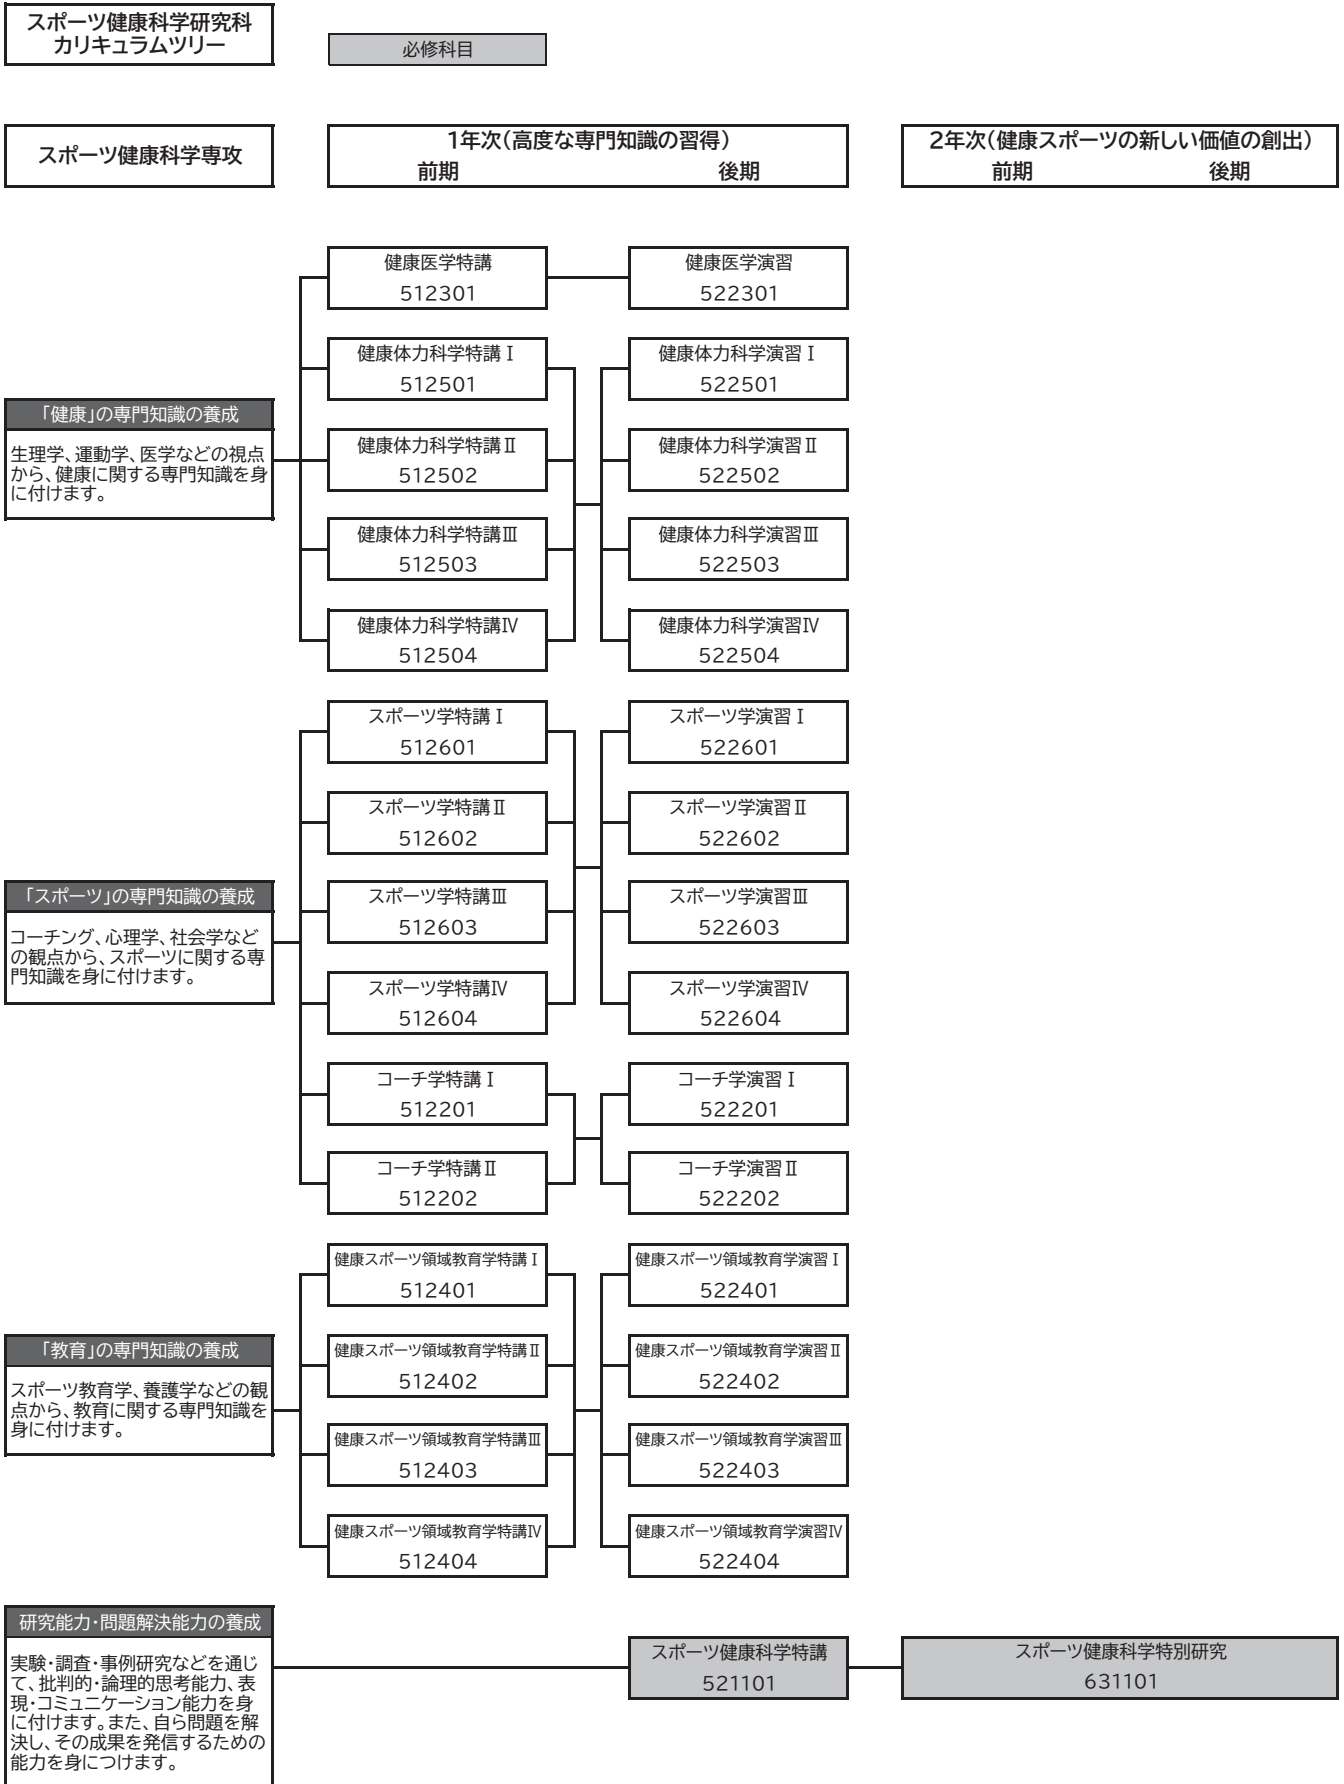 スポーツ健康科学研究科
カリキュラムツリー
必修科目
スポーツ健康科学専攻
1年次(高度な専門知識の習得)
前期 後期
2年次(健康スポーツの新しい価値の創出)
前期 後期
「健康」の専門知識の養成
生理学、運動学、医学などの視点
から、健康に関する専門知識を身
に付けます。
健康医学特講
512301
健康医学演習
522301
健康体力科学特講Ⅰ
512501
健康体力科学演習Ⅰ
522501
健康体力科学特講Ⅱ
512502
健康体力科学演習Ⅱ
522502
健康体力科学特講Ⅲ
512503
健康体力科学演習Ⅲ
522503
健康体力科学特講Ⅳ
512504
健康体力科学演習Ⅳ
522504
「スポーツ」の専門知識の養成
コーチング、心理学、社会学など
の観点から、スポーツに関する専
門知識を身に付けます。
スポーツ学特講Ⅰ
512601
スポーツ学演習Ⅰ
522601
スポーツ学特講Ⅱ
512602
スポーツ学演習Ⅱ
522602
スポーツ学特講Ⅲ
512603
スポーツ学演習Ⅲ
522603
スポーツ学特講Ⅳ
512604
スポーツ学演習Ⅳ
522604
コーチ学特講Ⅰ
512201
コーチ学演習Ⅰ
522201
コーチ学特講Ⅱ
512202
コーチ学演習Ⅱ
522202
「教育」の専門知識の養成
スポーツ教育学、養護学などの観
点から、教育に関する専門知識を
身に付けます。
健康スポーツ領域教育学特講Ⅰ
512401
健康スポーツ領域教育学演習Ⅰ
522401
健康スポーツ領域教育学特講Ⅱ
512402
健康スポーツ領域教育学演習Ⅱ
522402
健康スポーツ領域教育学特講Ⅲ
512403
健康スポーツ領域教育学演習Ⅲ
522403
健康スポーツ領域教育学特講Ⅳ
512404
健康スポーツ領域教育学演習Ⅳ
522404
研究能力・問題解決能力の養成
実験・調査・事例研究などを通じ
て、批判的・論理的思考能力、表
現・コミュニケーション能力を身
に付けます。また、自ら問題を解
決し、その成果を発信するための
能力を身につけます。
スポーツ健康科学特講
521101
スポーツ健康科学特別研究
631101